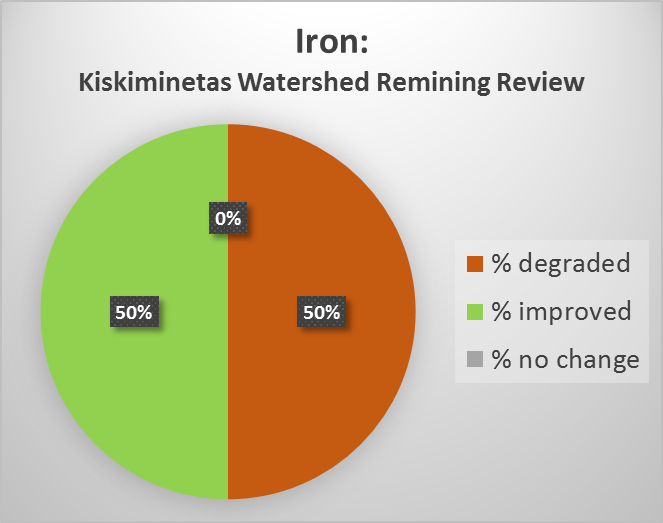 Iron:
Kiskiminetas Watershed Remining Review
0%
50%
50%
% degraded
% improved
% no change